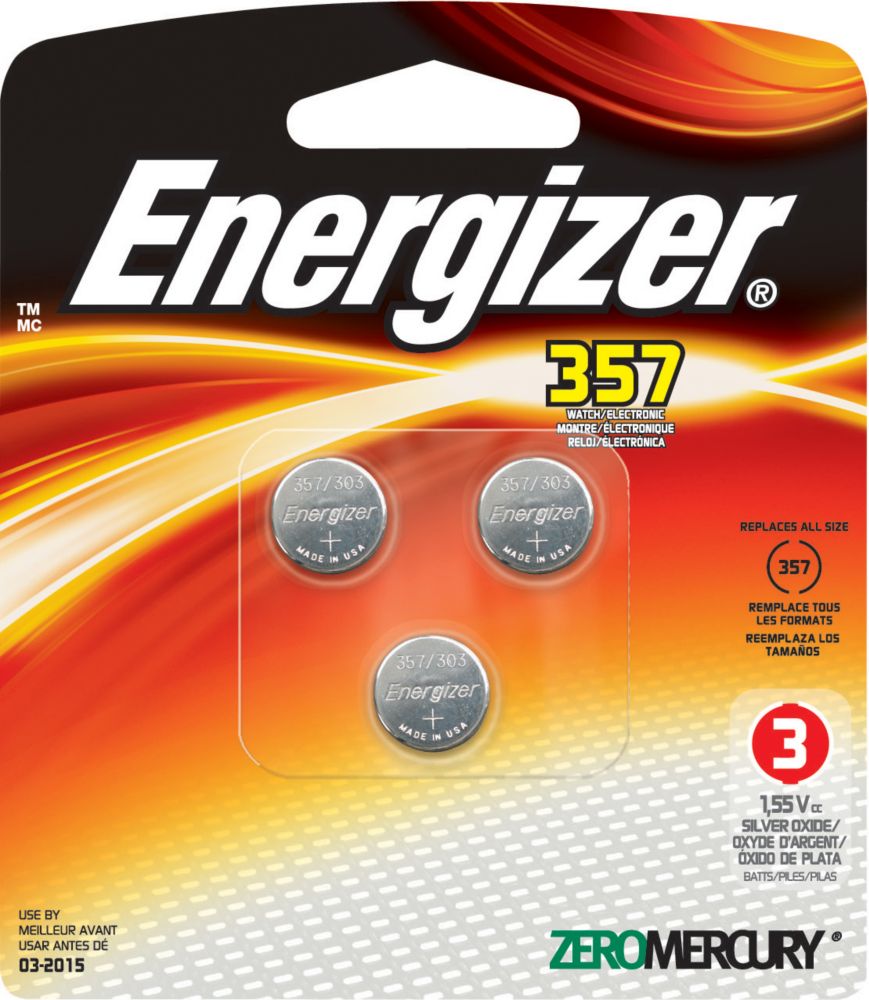 Energizer®
TM
MC
357
WATCH/ELECTRONIC
MONTRE/ÉLECTRONIQUE
RELOJ/ELÉCTRÓNICA
357/303
Energizer
+
MADE IN USA
357/303
Energizer
+
MADE IN USA
357/303
Energizer
+
MADE IN USA
REPLACES ALL SIZE
357
REMPLACE TOUS
LES FORMATS
REEMPLAZA LOS
TAMAÑOS
3
1,55 V cc
SILVER OXIDE/
OXYDE D'ARGENT/
ÓXIDO DE PLATA
BATTS/PILES/PILAS
USE BY
MEILLEUR AVANT
USAR ANTES DÉ
03-2015
ZEROMERCURY®